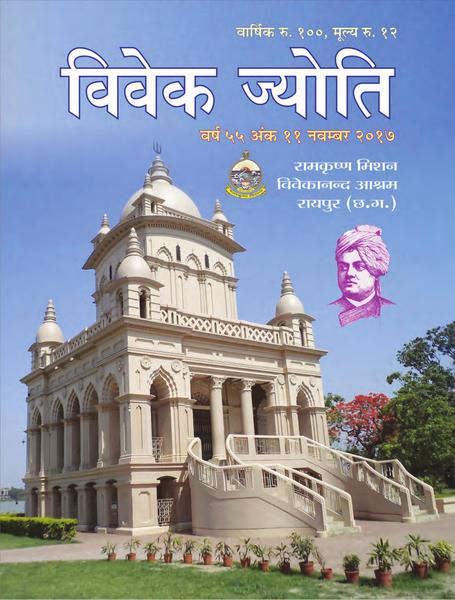 वार्षिक रु. १००, मूल्य रु. १२
विवेक ज्योति
वर्ष ५५ अंक ११ नवम्बर २०१७
रामकृष्ण मिशन
विवेकानन्द आश्रम
रायपुर (छ.ग.)